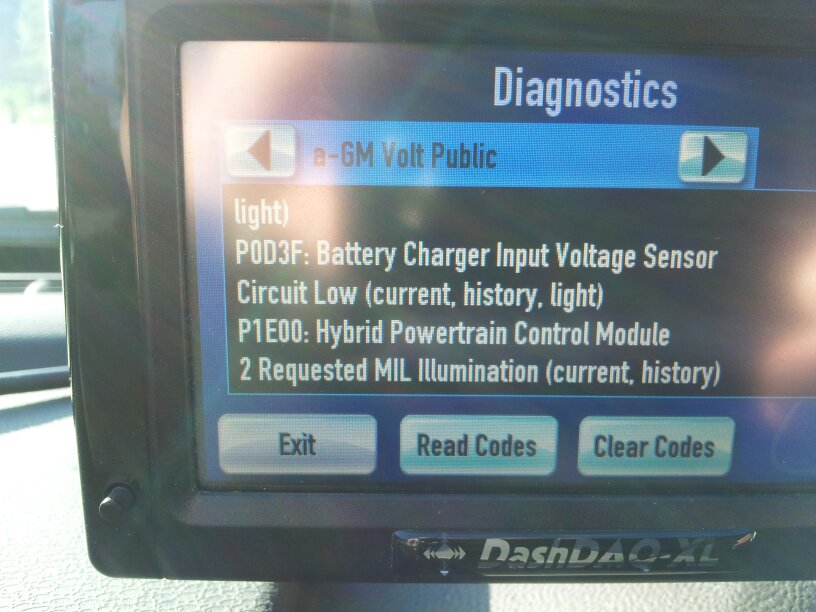 Diagnostics
a-GM Volt Public
light)
P0D3F: Battery Charger Input Voltage Sensor
Circuit Low (current, history, light)
P1E00: Hybrid Powertrain Control Module
2 Requested MIL Illumination (current, history)
Exit Read Codes Clear Codes
DashDAQ-XL